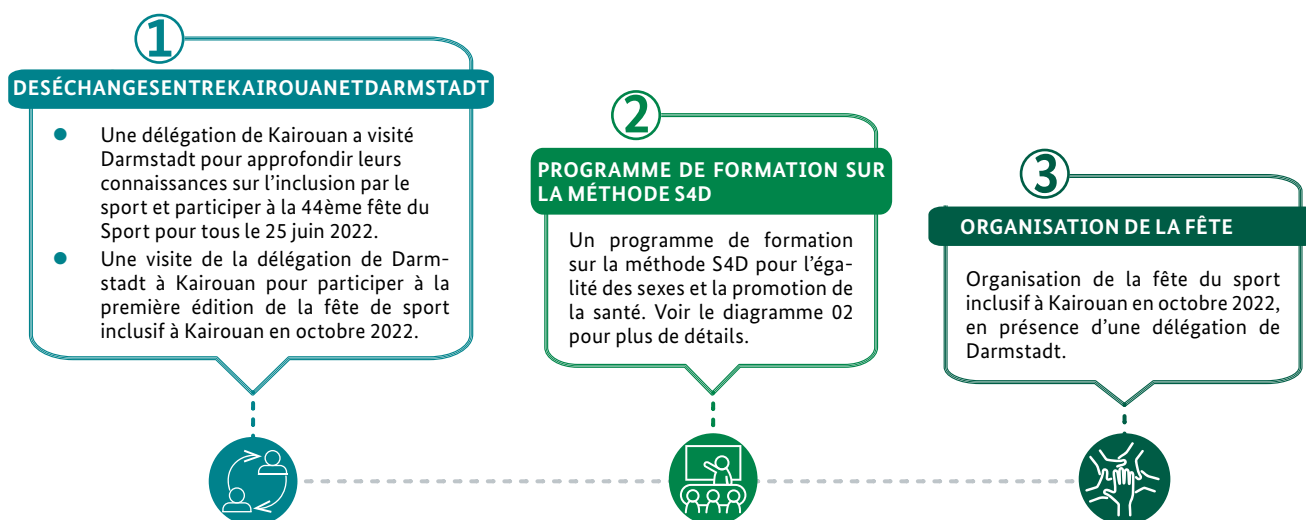 1
DESÉCHANGESENTREKAIROUANETDARMSTADT
● Une délégation de Kairouan a visité
Darmstadt pour approfondir leurs
connaissances sur l’inclusion par le
sport et participer à la 44ème fête du
Sport pour tous le 25 juin 2022.
● Une visite de la délégation de Darm-
stadt à Kairouan pour participer à la
première édition de la fête de sport
inclusif à Kairouan en octobre 2022.
2
PROGRAMME DE FORMATION SUR
LA MÉTHODE S4D
Un programme de formation
sur la méthode S4D pour l’éga-
lité des sexes et la promotion de
la santé. Voir le diagramme 02
pour plus de détails.
3
ORGANISATION DE LA FÊTE
Organisation de la fête du sport
inclusif à Kairouan en octobre 2022,
en présence d’une délégation de
Darmstadt.